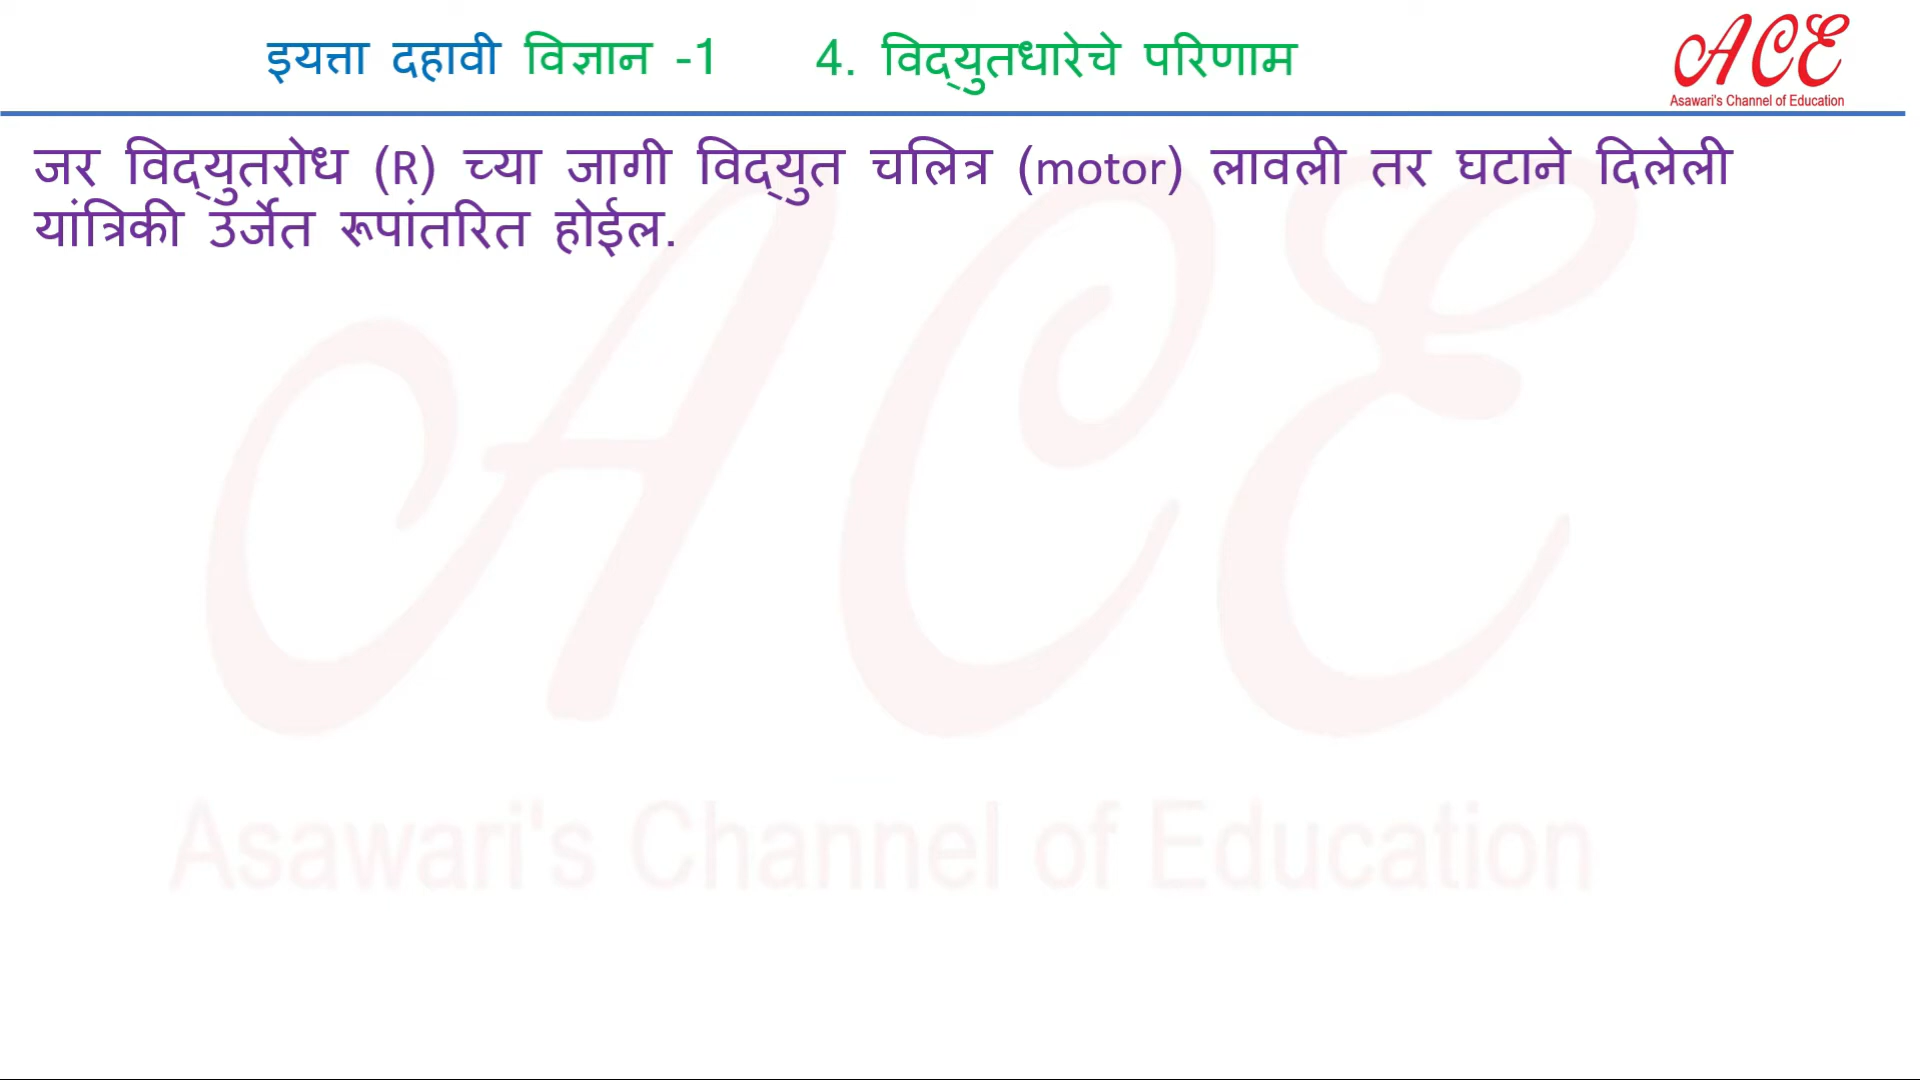 इयत्ता दहावी विज्ञान -1 4. विद्युतधारेचे परिणाम
ACE
Asawari's Channel of Education
जर विद्युतरोध (R) च्या जागी विद्युत चलित्र (motor) लावली तर घटाने दिलेली
यांत्रिकी उर्जेत रूपांतरित होईल.
ACE
Asawari's Channel of Education